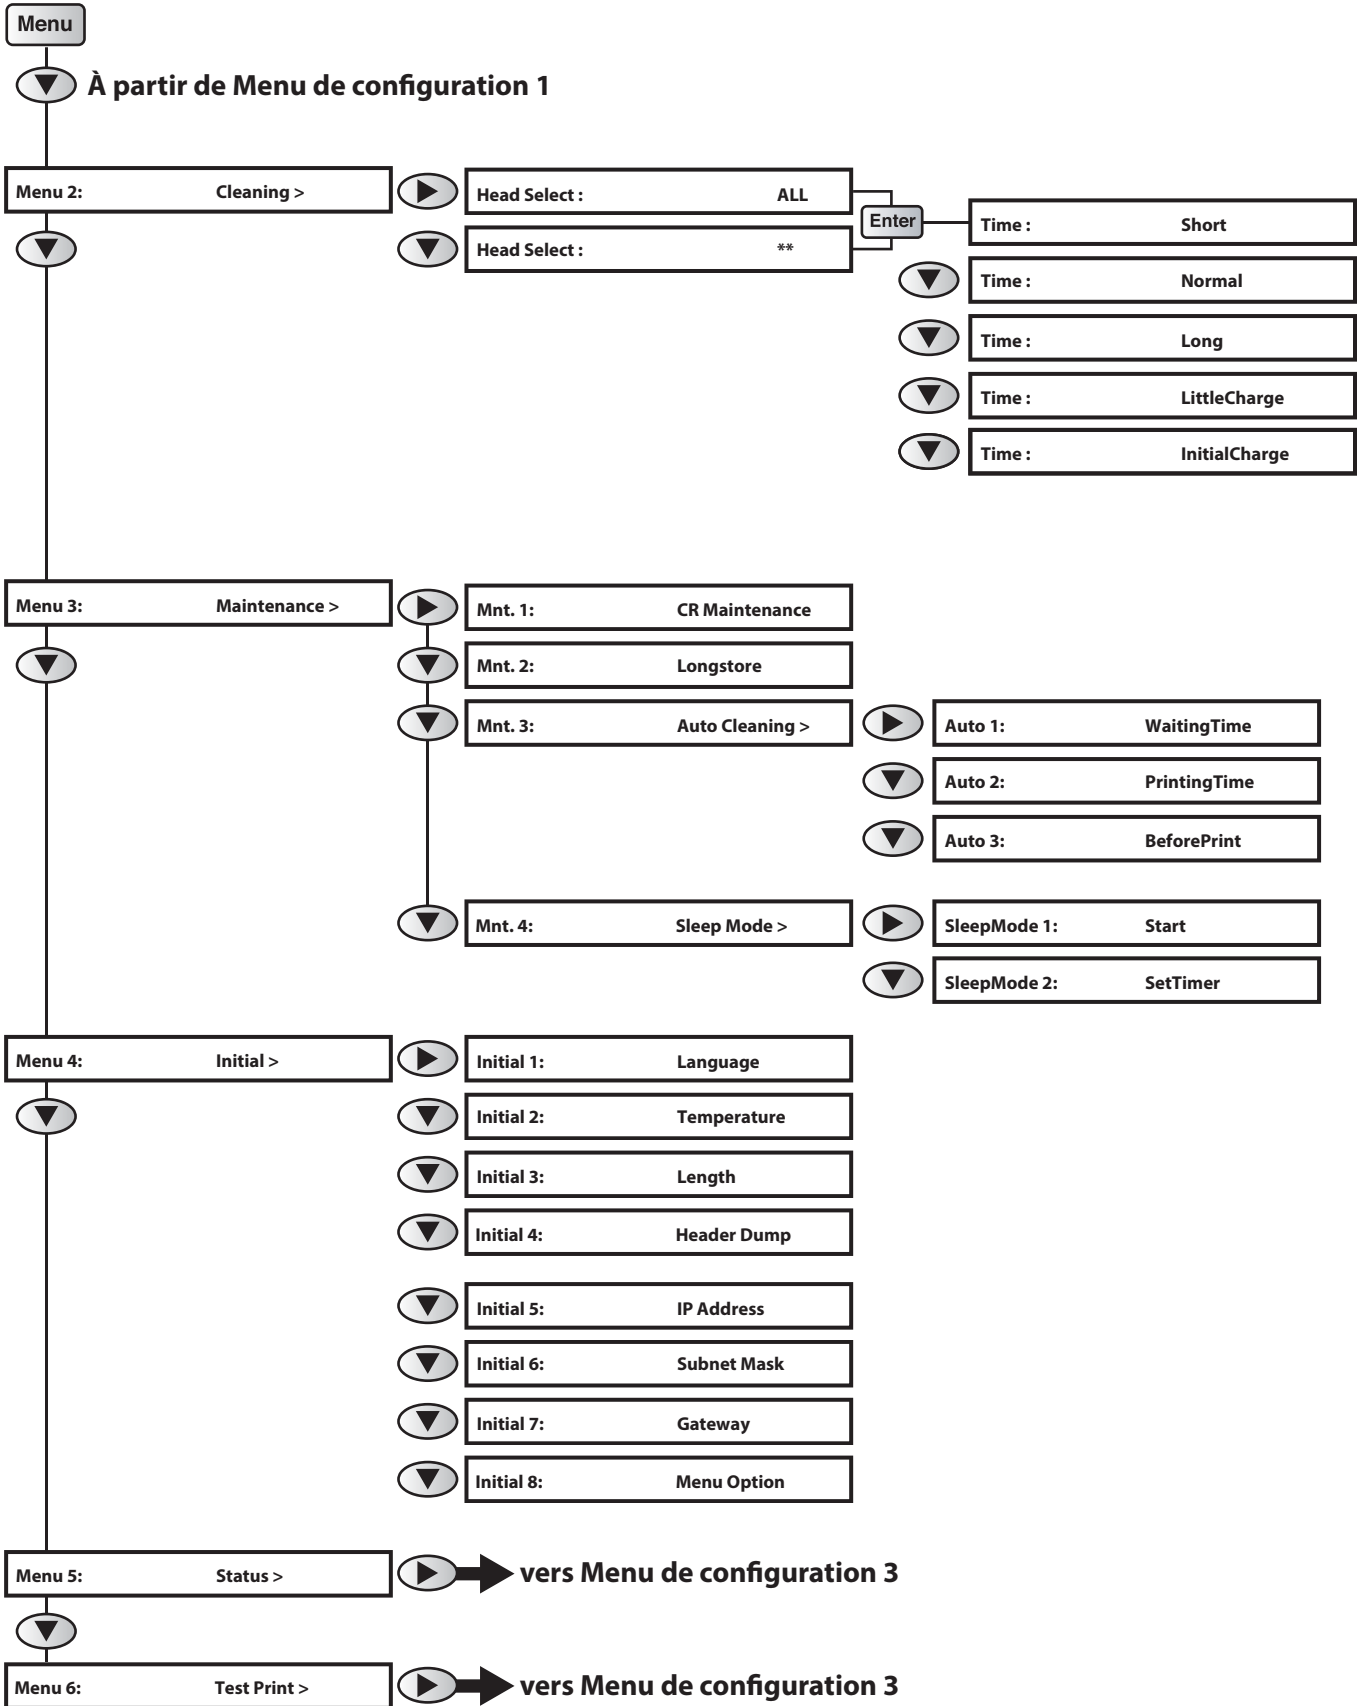 Menu
À partir de Menu de configuration 1
Menu 2: Cleaning >
Head Select : ALL
Head Select : **
Enter
Time : Short
Time : Normal
Time : Long
Time : LittleCharge
Time : InitialCharge
Menu 3: Maintenance >
Mnt. 1: CR Maintenance
Mnt. 2: Longstore
Mnt. 3: Auto Cleaning >
Auto 1: WaitingTime
Auto 2: PrintingTime
Auto 3: BeforePrint
Mnt. 4: Sleep Mode >
SleepMode 1: Start
SleepMode 2: SetTimer
Menu 4: Initial >
Initial 1: Language
Initial 2: Temperature
Initial 3: Length
Initial 4: Header Dump
Initial 5: IP Address
Initial 6: Subnet Mask
Initial 7: Gateway
Initial 8: Menu Option
Menu 5: Status >
vers Menu de configuration 3
Menu 6: Test Print >
vers Menu de configuration 3